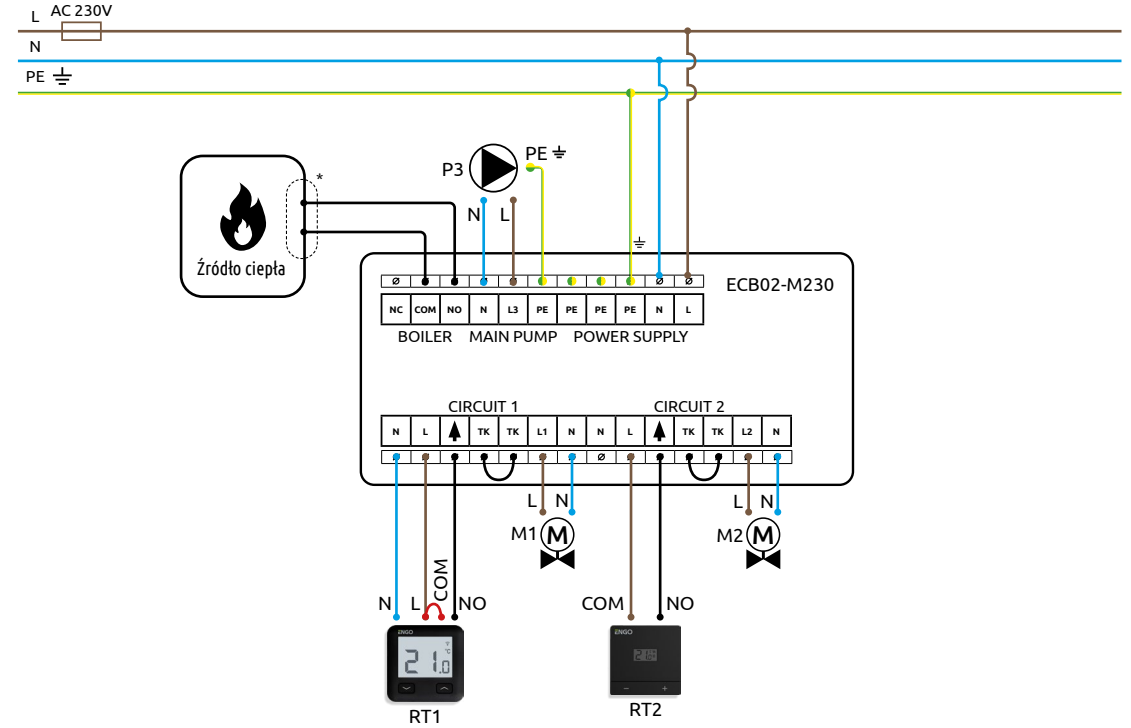 L AC 230V
N
PE
PE
P3
*
N L
Źródło ciepła
ECB02-M230
NC COM NO N L3 PE PE PE PE N L
BOILER MAIN PUMP POWER SUPPLY
CIRCUIT 1 CIRCUIT 2
N L TK TK L1 N N L TK TK L2 N
L N L N
M1 M M2 M
COM
N L NO COM NO
ENGO ENGO
21.0 °C
RT1 RT2